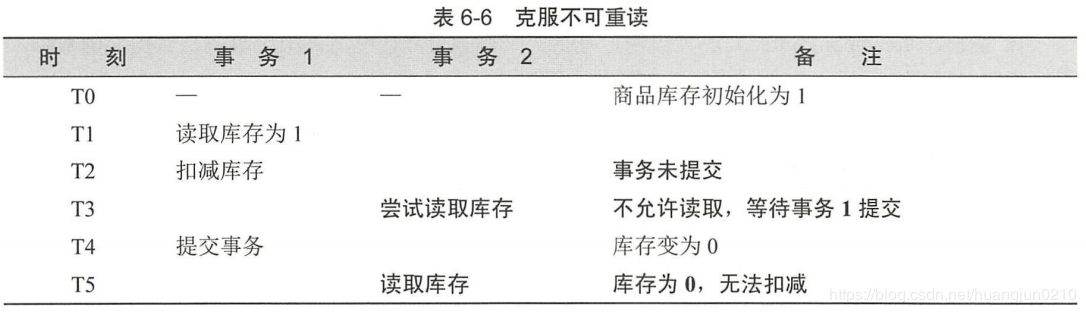 表 6-6 克服不可重读
时 刻 事 务 1 事 务 2 备 注
T0 — — 商品库存初始化为 1
T1 读取库存为 1
T2 扣减库存 事务未提交
T3 尝试读取库存 不允许读取，等待事务 1 提交
T4 提交事务 库存变为 0
T5 读取库存 库存为 0，无法扣减
https://blog.csdn.net/huangjun0210